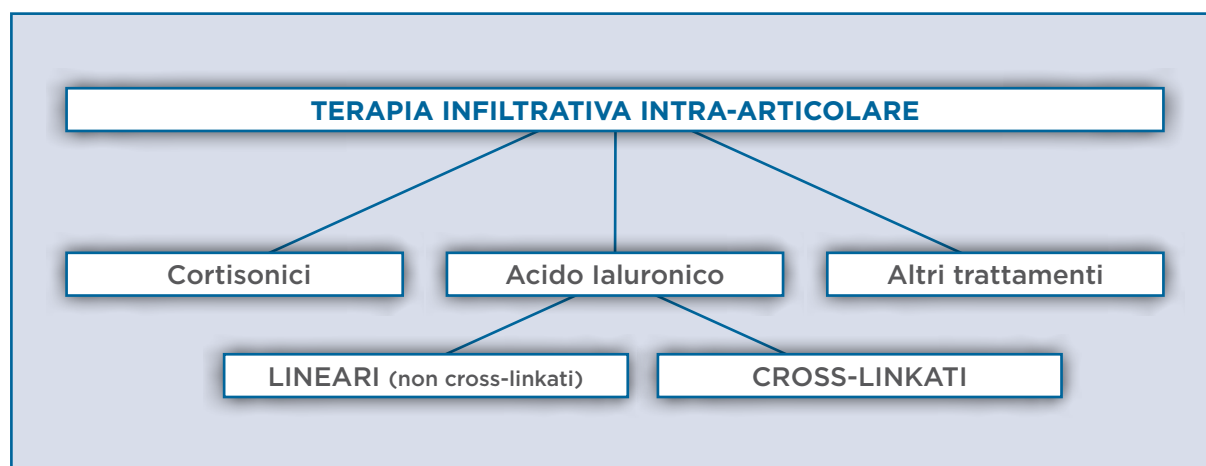 TERAPIA INFILTRATIVA INTRA-ARTICOLARE
Cortisonici
Acido Ialuronico
Altri trattamenti
LINEARI (non cross-linkati)
CROSS-LINKATI